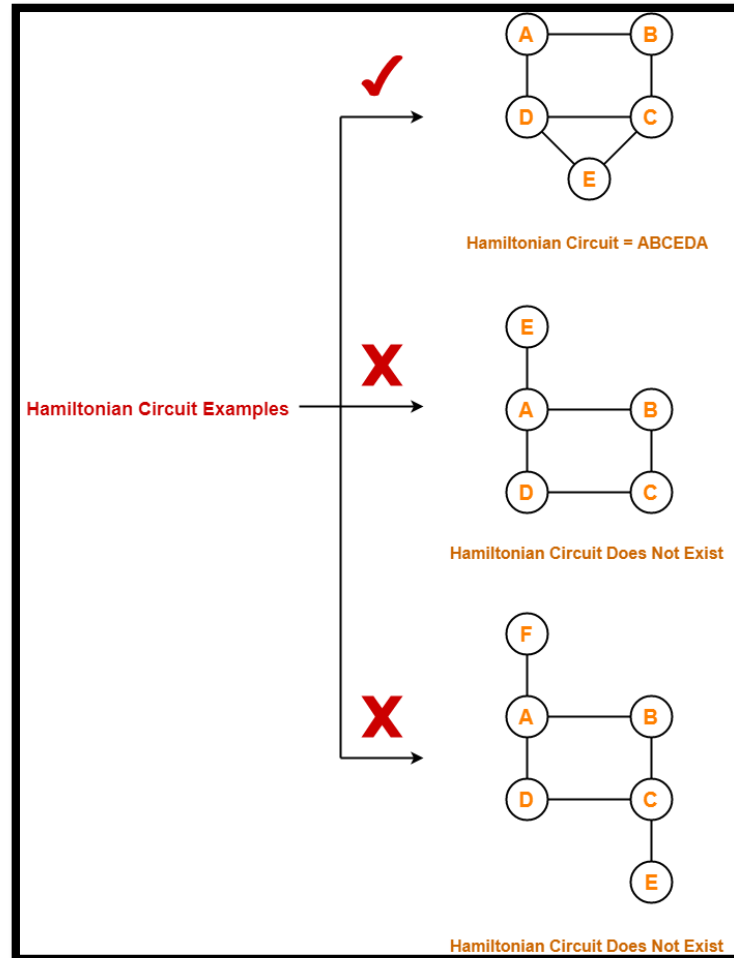 A
B
D
C
E
Hamiltonian Circuit = ABCEDA
E
X
Hamiltonian Circuit Examples
A
B
D
C
Hamiltonian Circuit Does Not Exist
F
X
A
B
D
C
E
Hamiltonian Circuit Does Not Exist